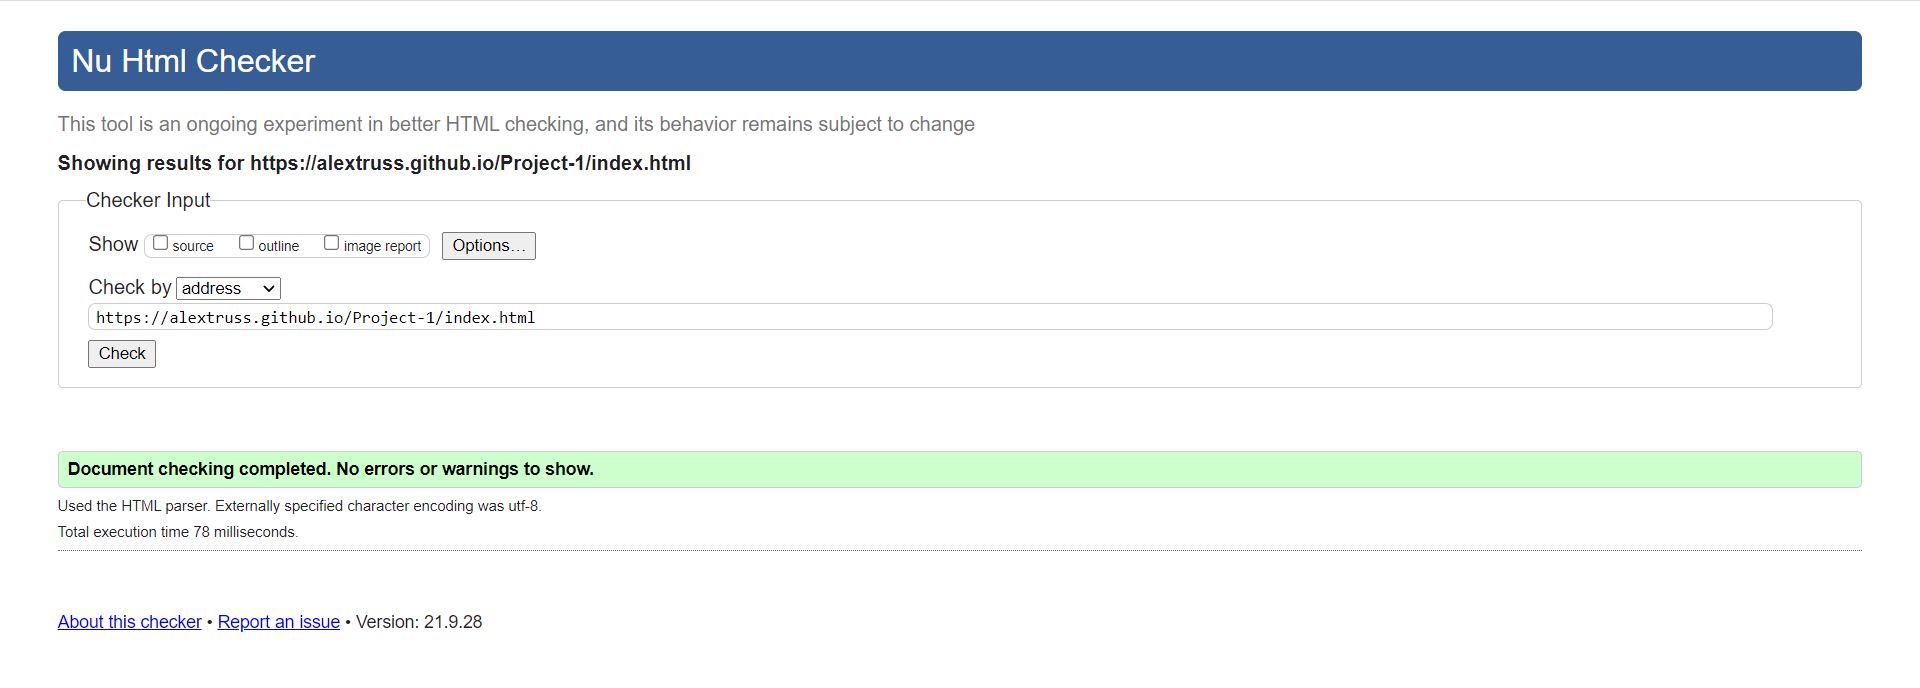 Nu Html Checker
This tool is an ongoing experiment in better HTML checking, and its behavior remains subject to change
Showing results for https://alextruss.github.io/Project-1/index.html
Checker Input
Show source outline image report Options...
Check by address
https://alextruss.github.io/Project-1/index.html
Check
Document checking completed. No errors or warnings to show.
Used the HTML parser. Externally specified character encoding was utf-8.
Total execution time 78 milliseconds.
About this checker • Report an issue • Version: 21.9.28